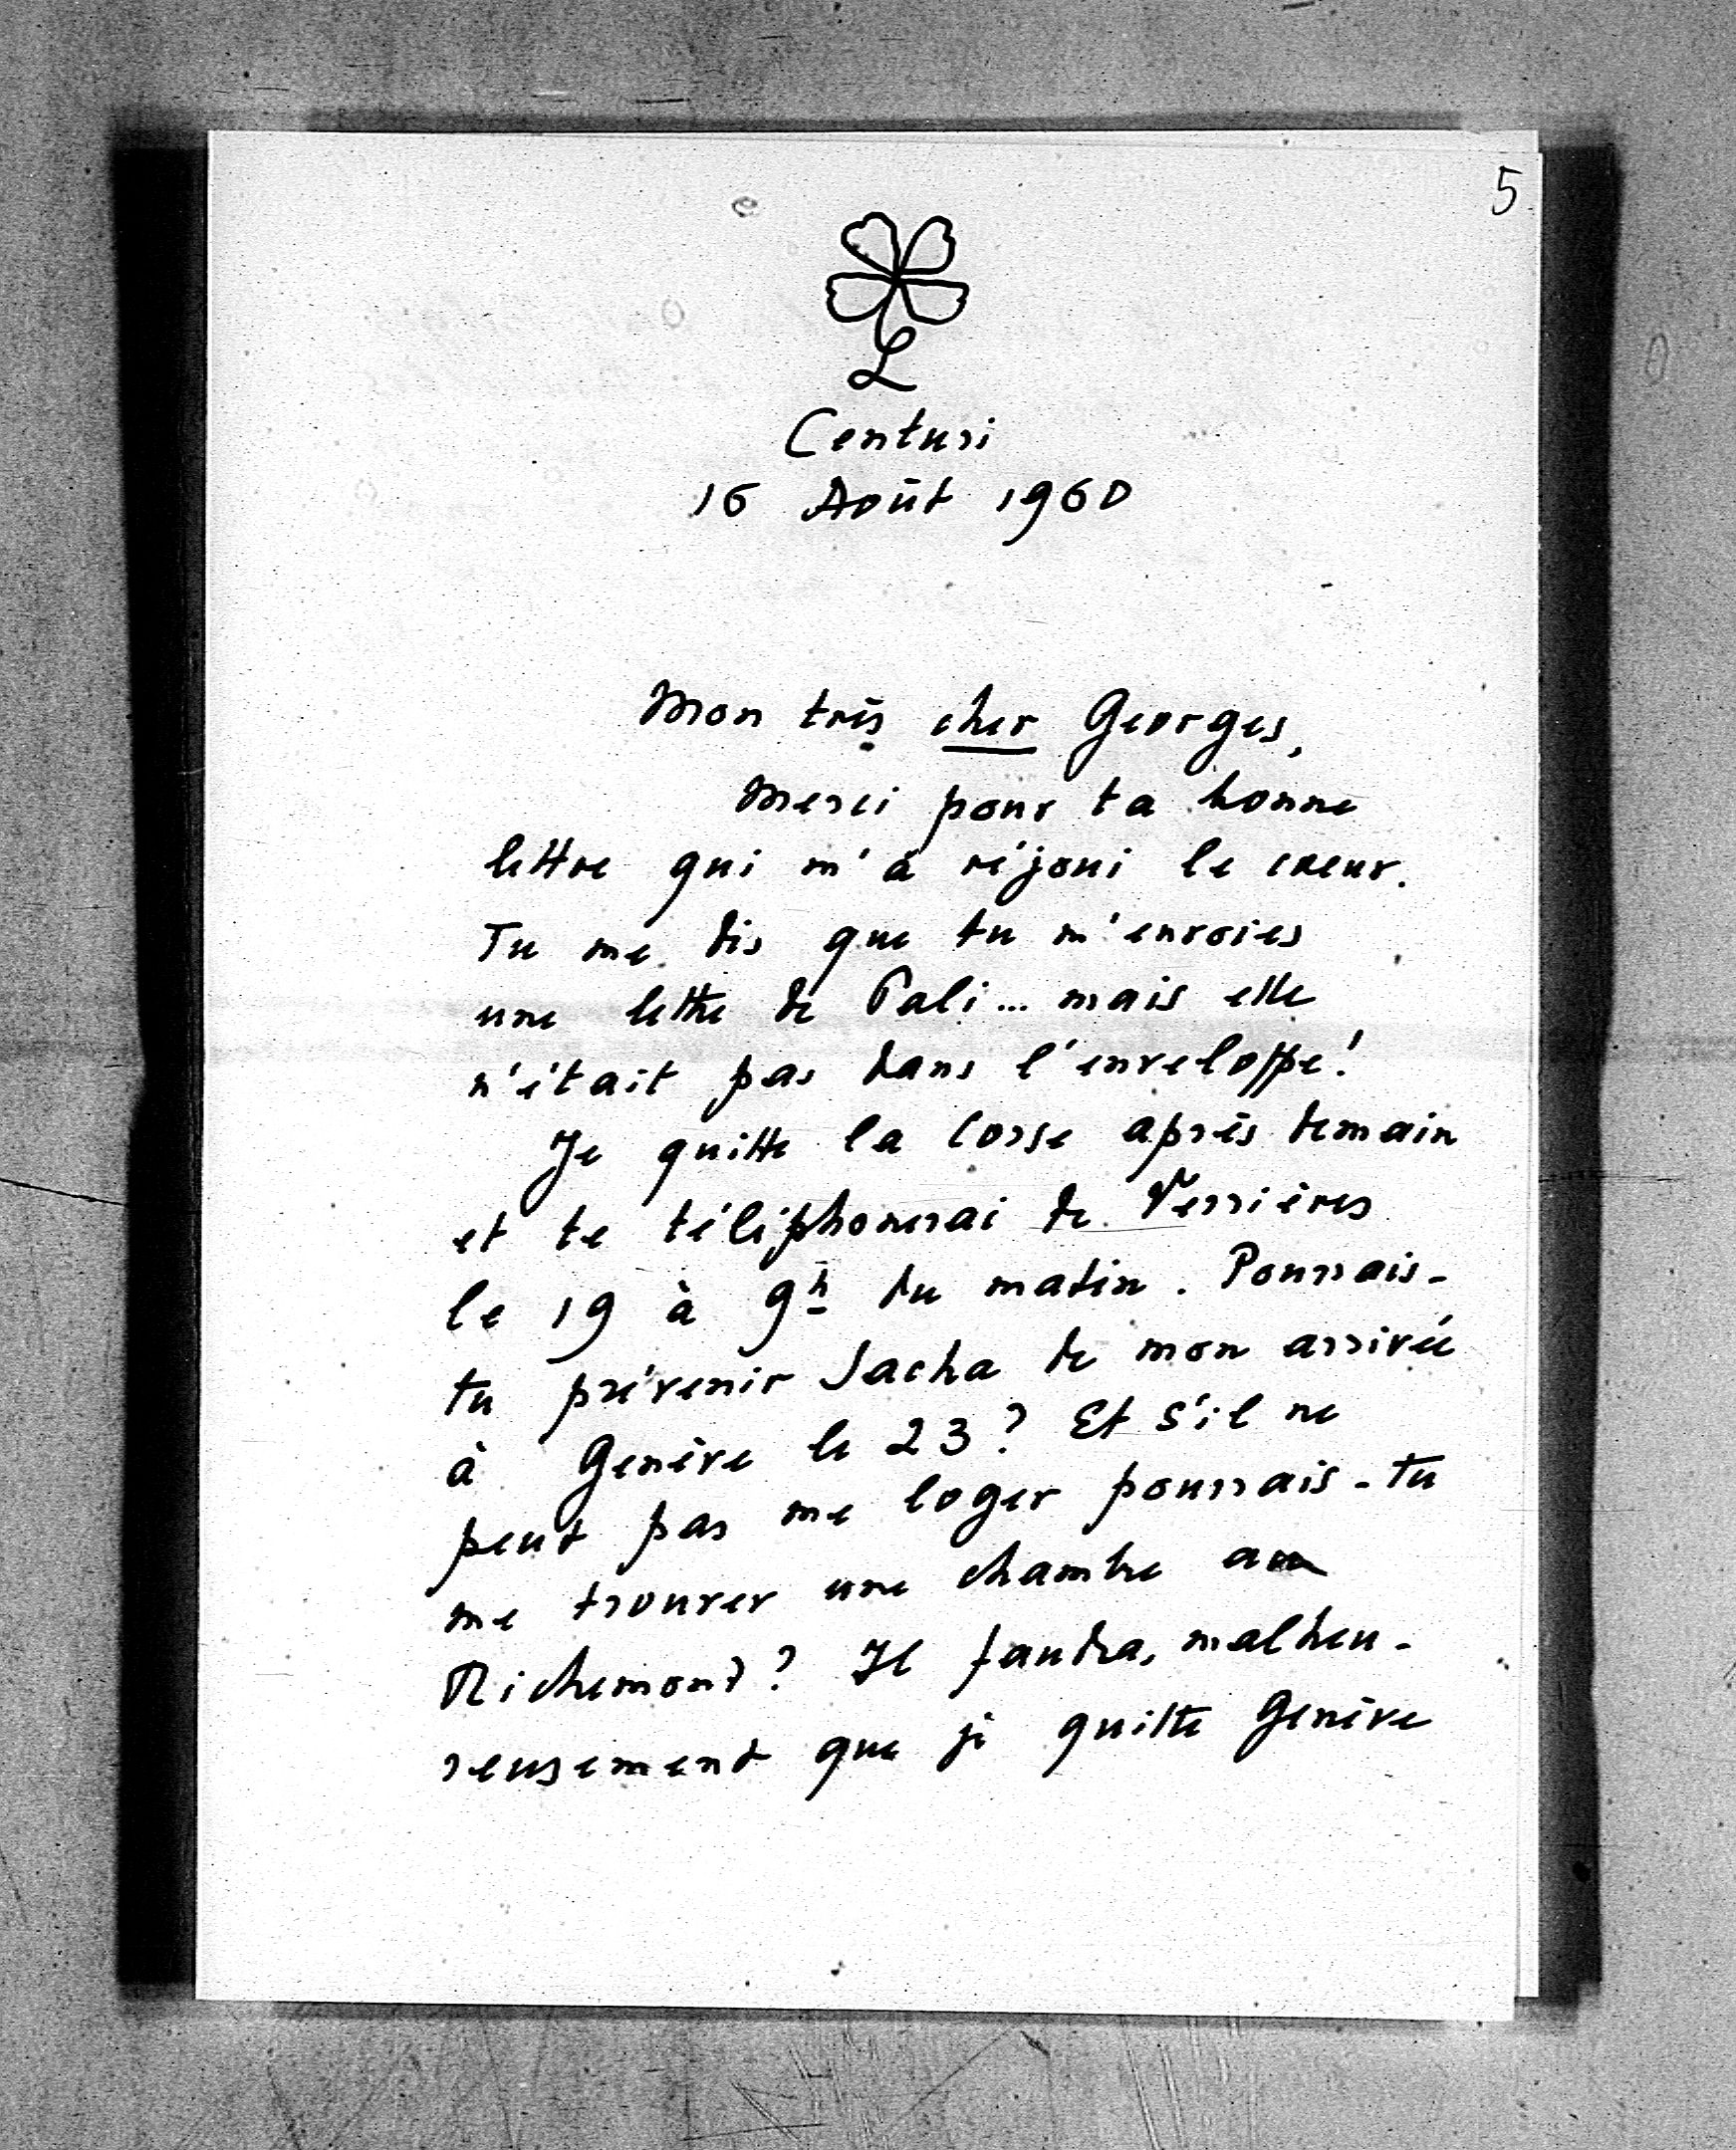 5
L
Centuri
16 Août 1960
Mon très cher Georges,
Merci pour ta bonne
lettre qui m'a réjoui le coeur.
Tu me dis que tu m'envoies
une lettre de Pali... mais elle
n'était pas dans l'enveloppe!
Je quitte la Corse après demain
et te téléphonerai de Verrières
le 19 à 9h du matin. Pourrais-
tu prévenir Sacha de mon arrivée
à Genève le 23? Et s'il ne
peut pas me loger pourrais-tu
me trouver une chambre au
Richemond? Il faudra, malheu-
reusement que je quitte Genève